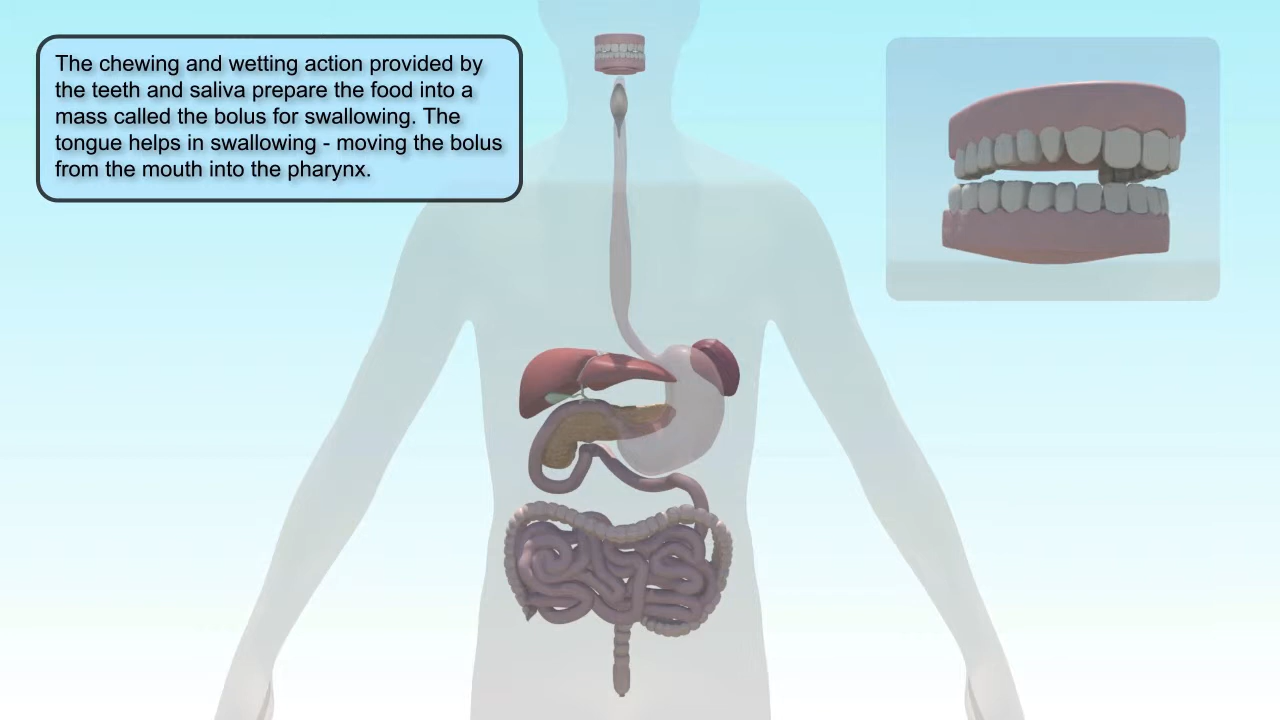 The chewing and wetting action provided by
the teeth and saliva prepare the food into a
mass called the bolus for swallowing. The
tongue helps in swallowing - moving the bolus
from the mouth into the pharynx.